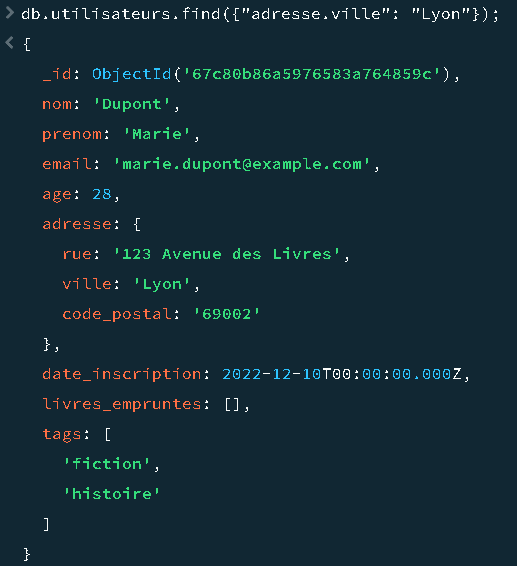 > db.utilisateurs.find({"adresse.ville": "Lyon"});
< {
_id: ObjectId('67c80b86a5976583a764859c'),
nom: 'Dupont',
prenom: 'Marie',
email: 'marie.dupont@example.com',
age: 28,
adresse: {
rue: '123 Avenue des Livres',
ville: 'Lyon',
code_postal: '69002'
},
date_inscription: 2022-12-10T00:00:00.000Z,
livres_empruntes: [],
tags: [
'fiction',
'histoire'
]
}